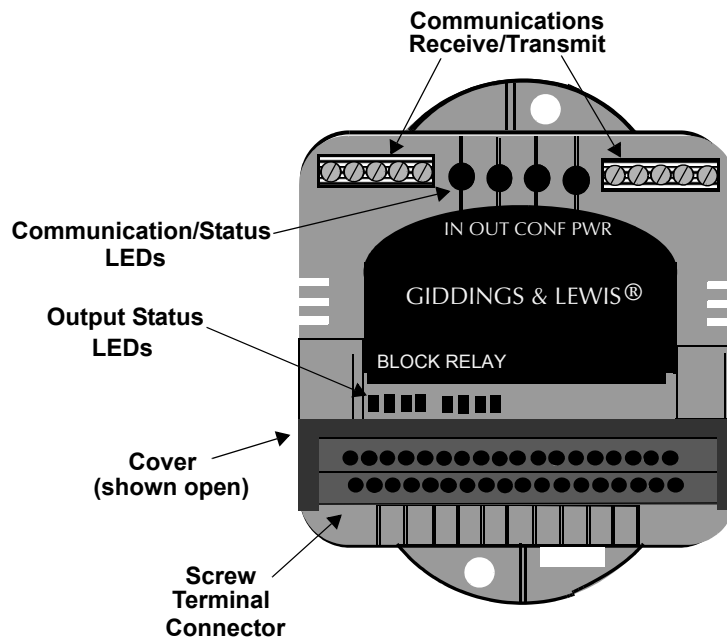 Communications
Receive/Transmit
Communication/Status
LEDs
IN OUT CONF PWR
GIDDINGS & LEWIS®
Output Status
LEDs
BLOCK RELAY
Cover
(shown open)
Screw
Terminal
Connector